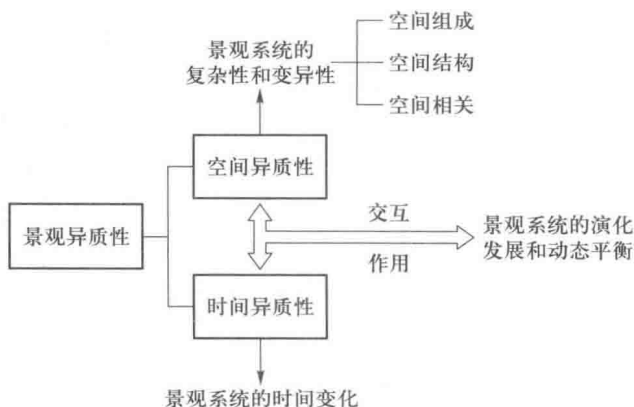 景观系统的
复杂性和变异性
空间组成
空间结构
空间相关
空间异质性
景观异质性
交互
作用
景观系统的演化
发展和动态平衡
时间异质性
景观系统的时间变化